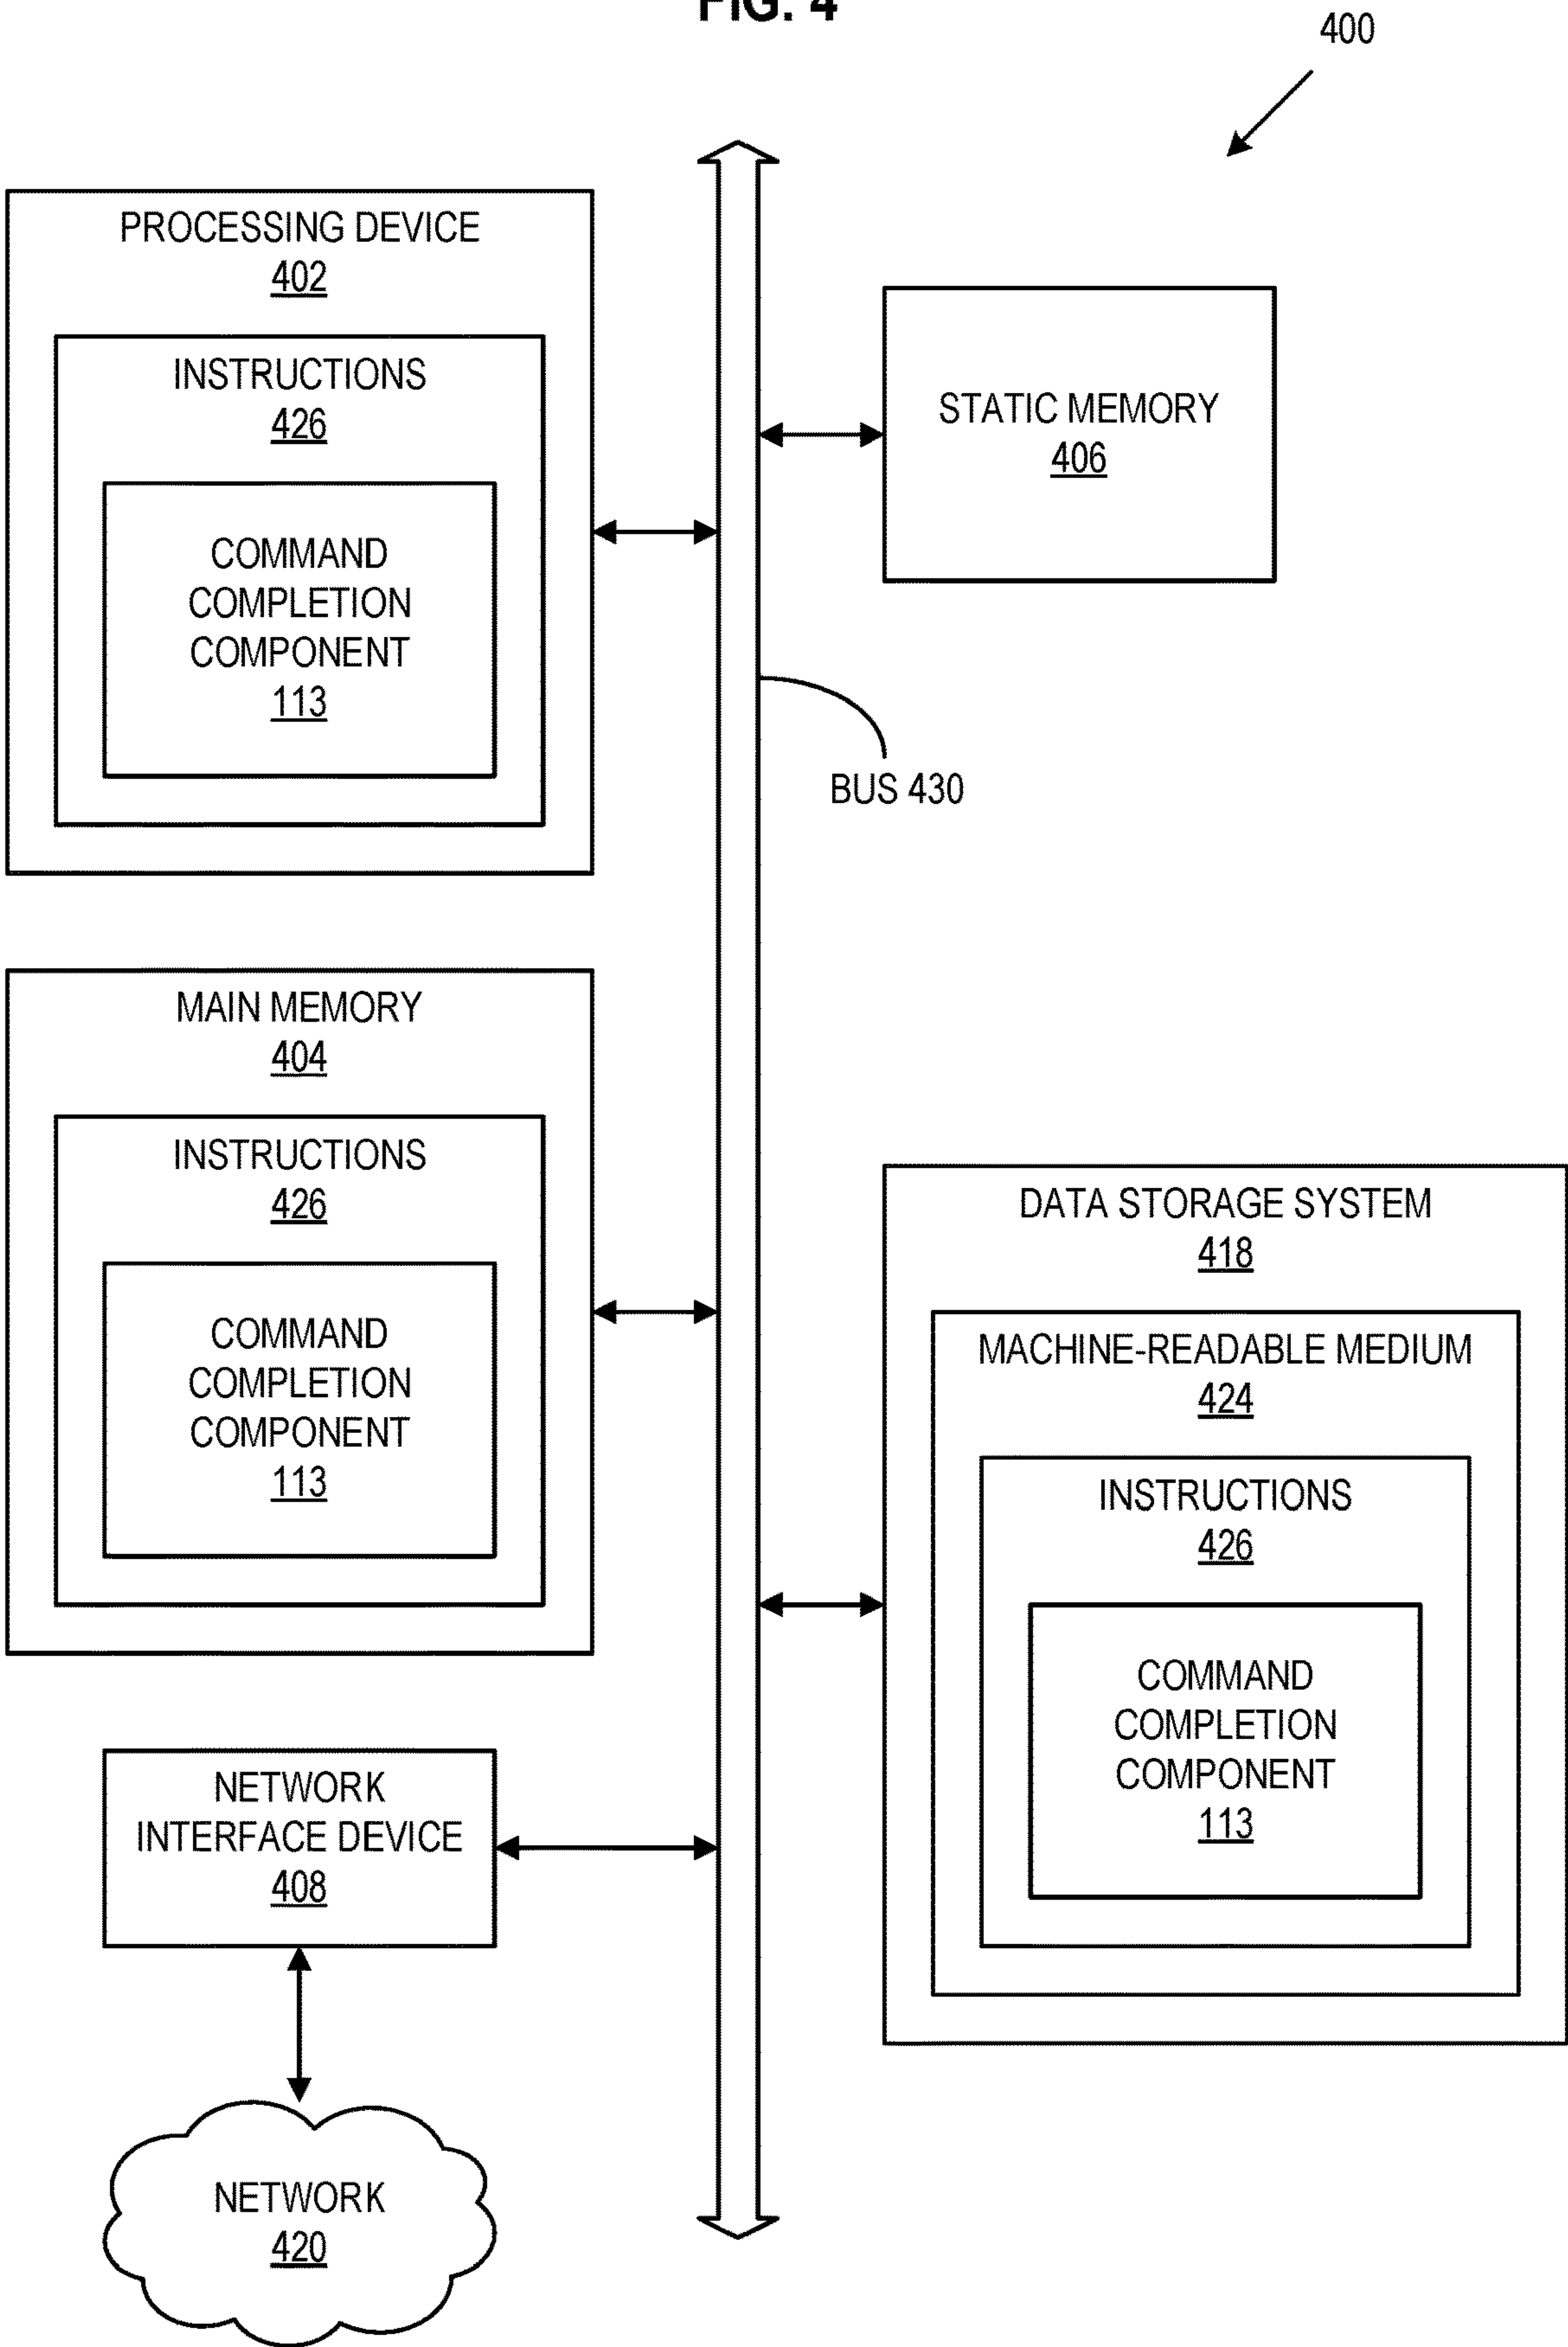 FIG. 4
400
PROCESSING DEVICE
402
INSTRUCTIONS
426
COMMAND
COMPLETION
COMPONENT
113
STATIC MEMORY
406
BUS 430
MAIN MEMORY
404
INSTRUCTIONS
426
COMMAND
COMPLETION
COMPONENT
113
DATA STORAGE SYSTEM
418
MACHINE-READABLE MEDIUM
424
INSTRUCTIONS
426
COMMAND
COMPLETION
COMPONENT
113
NETWORK
INTERFACE DEVICE
408
NETWORK
420